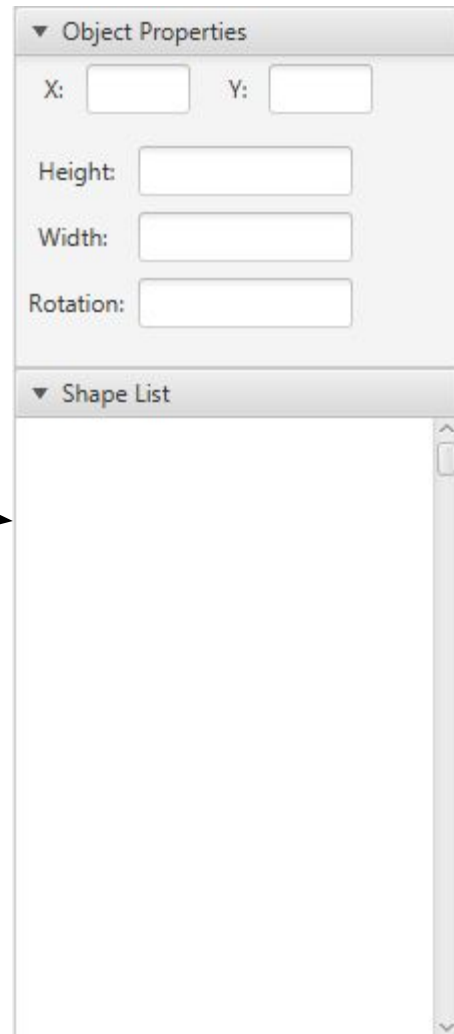 Object Properties
X: Y:
Height:
Width:
Rotation:
Shape List